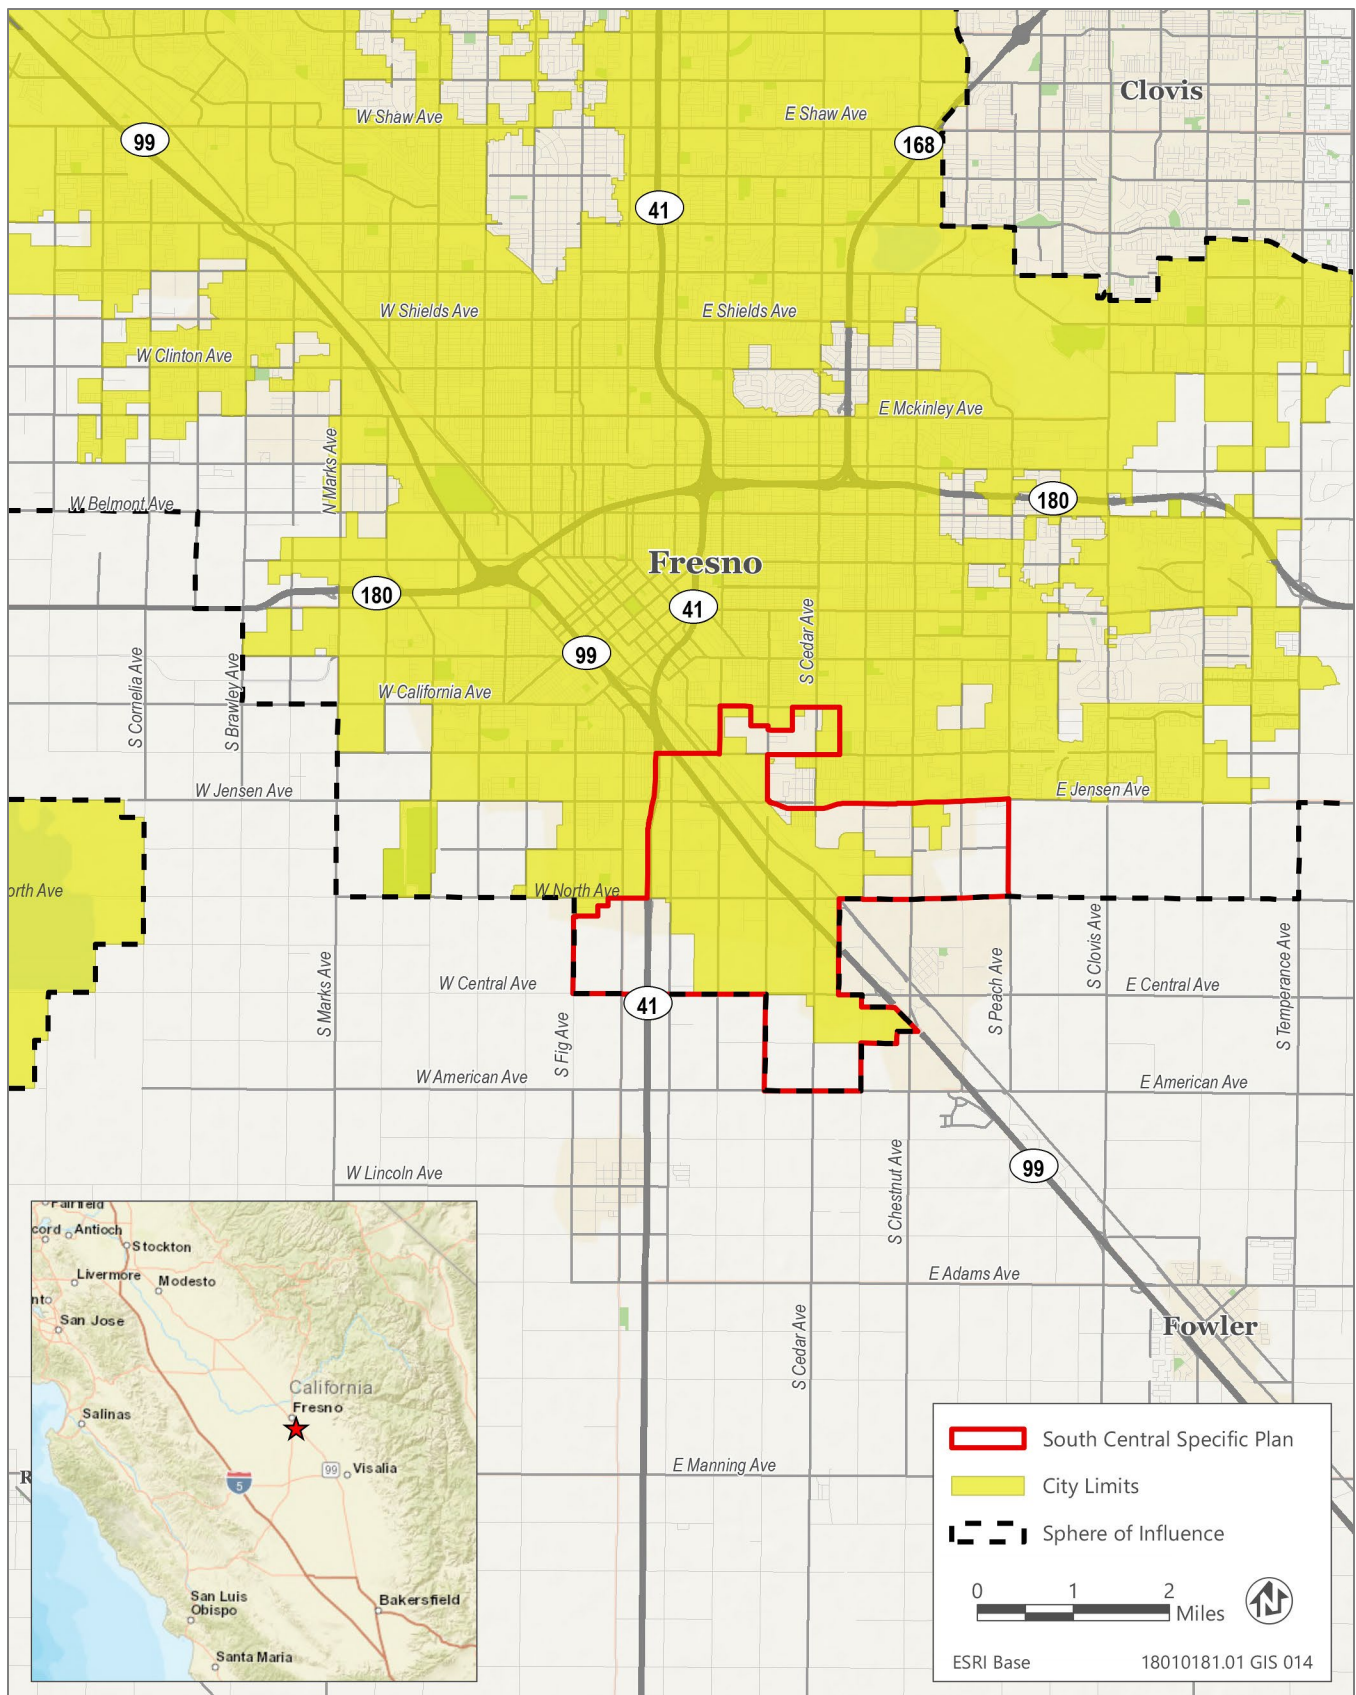 Clovis
W Shaw Ave
E Shaw Ave
99
168
41
W Shields Ave
E Shields Ave
W Clinton Ave
E Mckinley Ave
N Marks Ave
W Belmont Ave
180
Fresno
180
41
99
S Cedar Ave
S Cornelia Ave
S Brawley Ave
W California Ave
W Jensen Ave
E Jensen Ave
orth Ave
W North Ave
S Marks Ave
W Central Ave
S Fig Ave
41
S Peach Ave
S Clovis Ave
E Central Ave
S Temperance Ave
W American Ave
E American Ave
W Lincoln Ave
S Chestnut Ave
99
E Adams Ave
Fowler
S Cedar Ave
E Manning Ave
R
Fairfield
cord
Antioch
Stockton
Livermore
Modesto
nt
San Jose
California
Fresno
Salinas
99
Visalia
5
San Luis
Obispo
Bakersfield
Santa Maria
South Central Specific Plan
City Limits
Sphere of Influence
0 1 2
Miles
N
ESRI Base
18010181.01 GIS 014